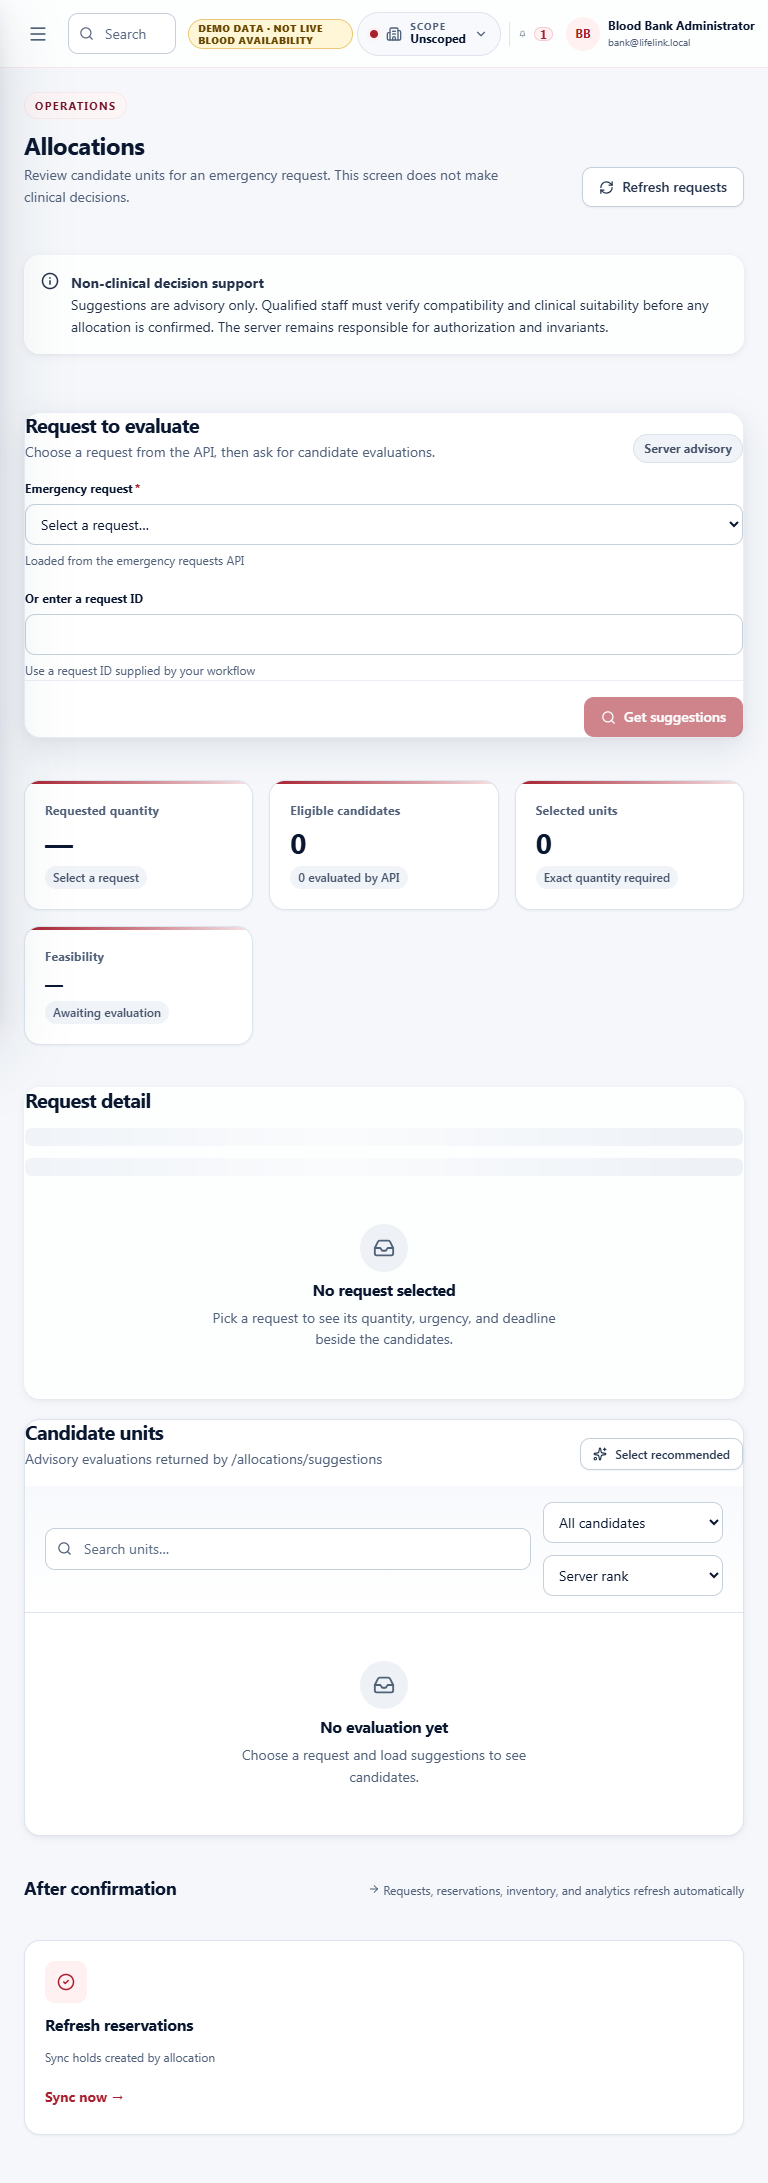 Search
DEMO DATA · NOT LIVE
BLOOD AVAILABILITY
SCOPE
Unscoped
1
BB
Blood Bank Administrator
bank@lifelink.local
OPERATIONS
Allocations
Review candidate units for an emergency request. This screen does not make
clinical decisions.
Refresh requests
Non-clinical decision support
Suggestions are advisory only. Qualified staff must verify compatibility and clinical suitability before any
allocation is confirmed. The server remains responsible for authorization and invariants.
Request to evaluate
Choose a request from the API, then ask for candidate evaluations.
Server advisory
Emergency request *
Select a request...
Loaded from the emergency requests API
Or enter a request ID
Use a request ID supplied by your workflow
Get suggestions
Requested quantity
—
Select a request
Eligible candidates
0
0 evaluated by API
Selected units
0
Exact quantity required
Feasibility
—
Awaiting evaluation
Request detail
No request selected
Pick a request to see its quantity, urgency, and deadline
beside the candidates.
Candidate units
Advisory evaluations returned by /allocations/suggestions
Select recommended
Search units...
All candidates
Server rank
No evaluation yet
Choose a request and load suggestions to see
candidates.
After confirmation
→ Requests, reservations, inventory, and analytics refresh automatically
Refresh reservations
Sync holds created by allocation
Sync now →